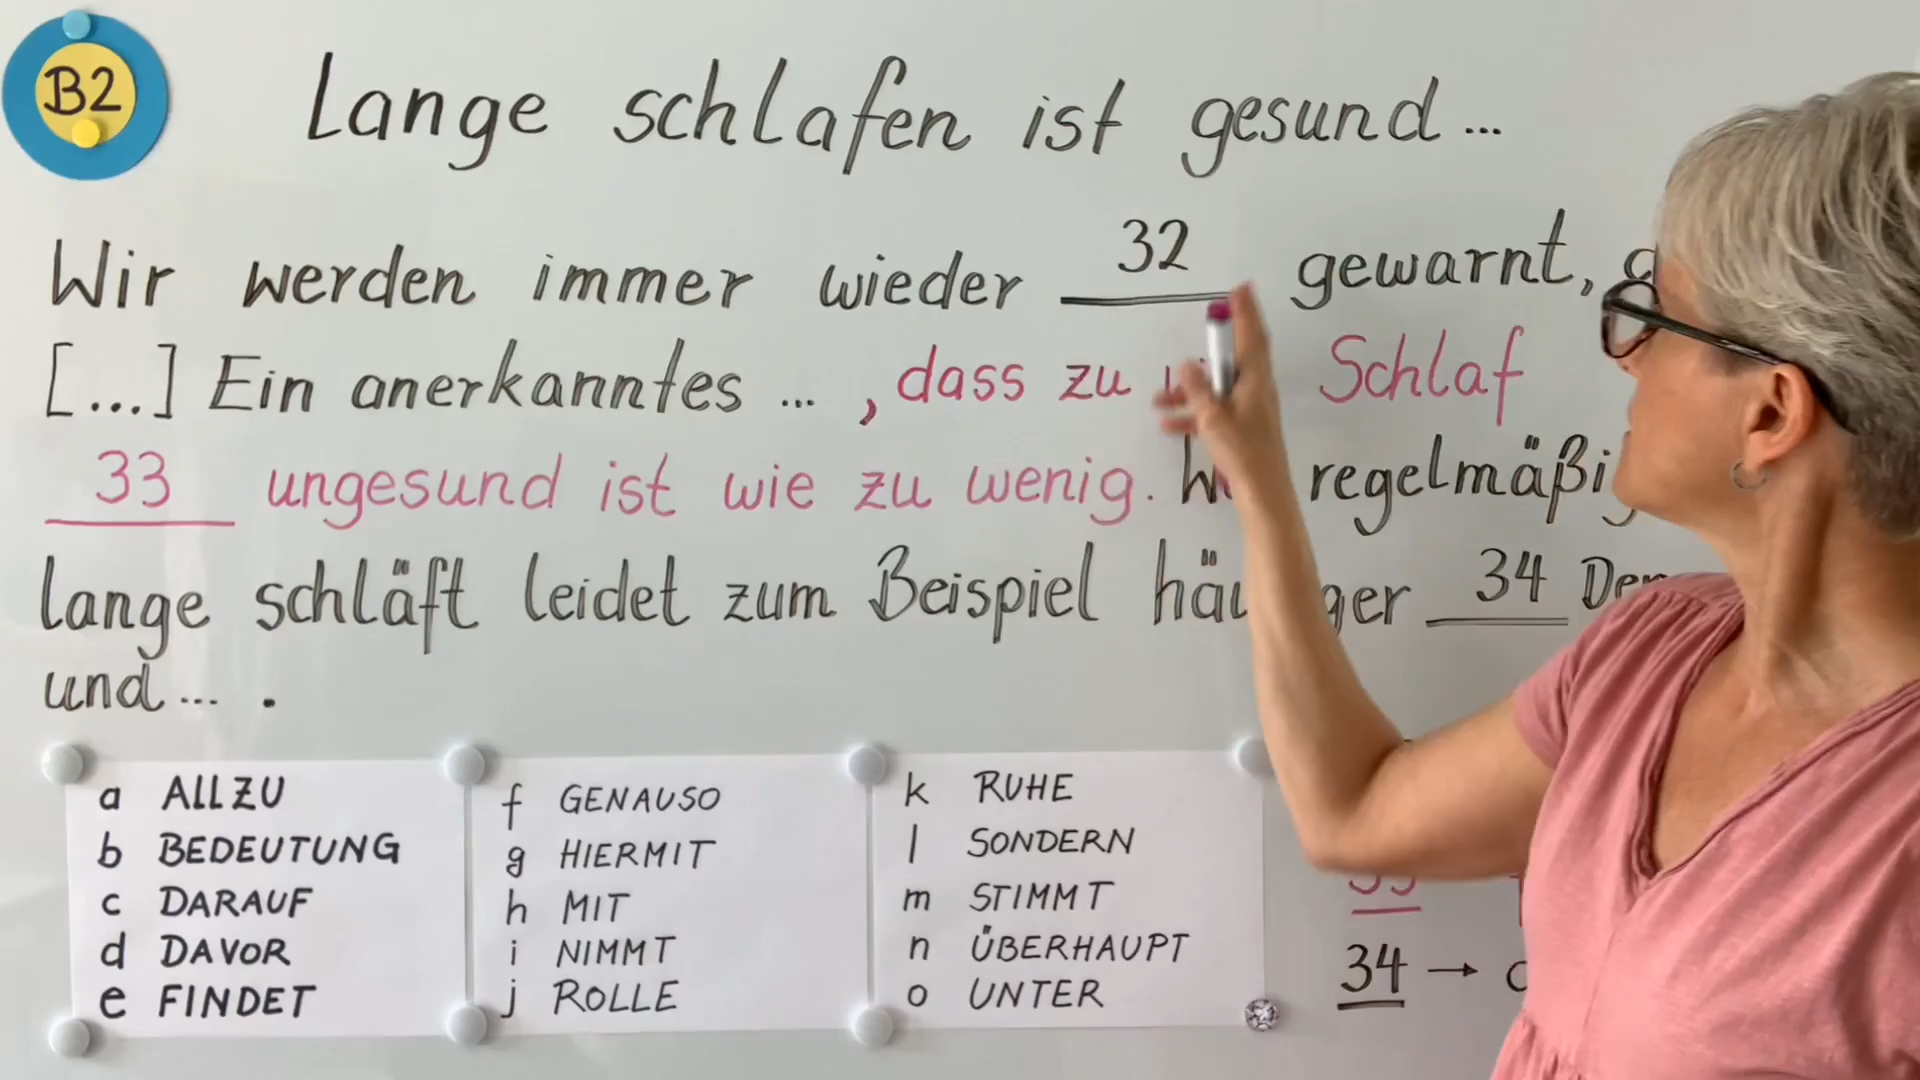 B2
Lange schlafen ist gesund ...
Wir werden immer wieder 32 gewarnt,
[...] Ein anerkanntes ... , dass zu Schlaf
33 ungesund ist wie zu wenig. regelmäßi
lange schläft leidet zum Beispiel 34
und ... .
a ALLZU
b BEDEUTUNG
c DARAUF
d DAVOR
e FINDET
f GENAUSO
g HIERMIT
h MIT
i NIMMT
j ROLLE
k RUHE
l SONDERN
m STIMMT
n ÜBERHAUPT
o UNTER
34 →